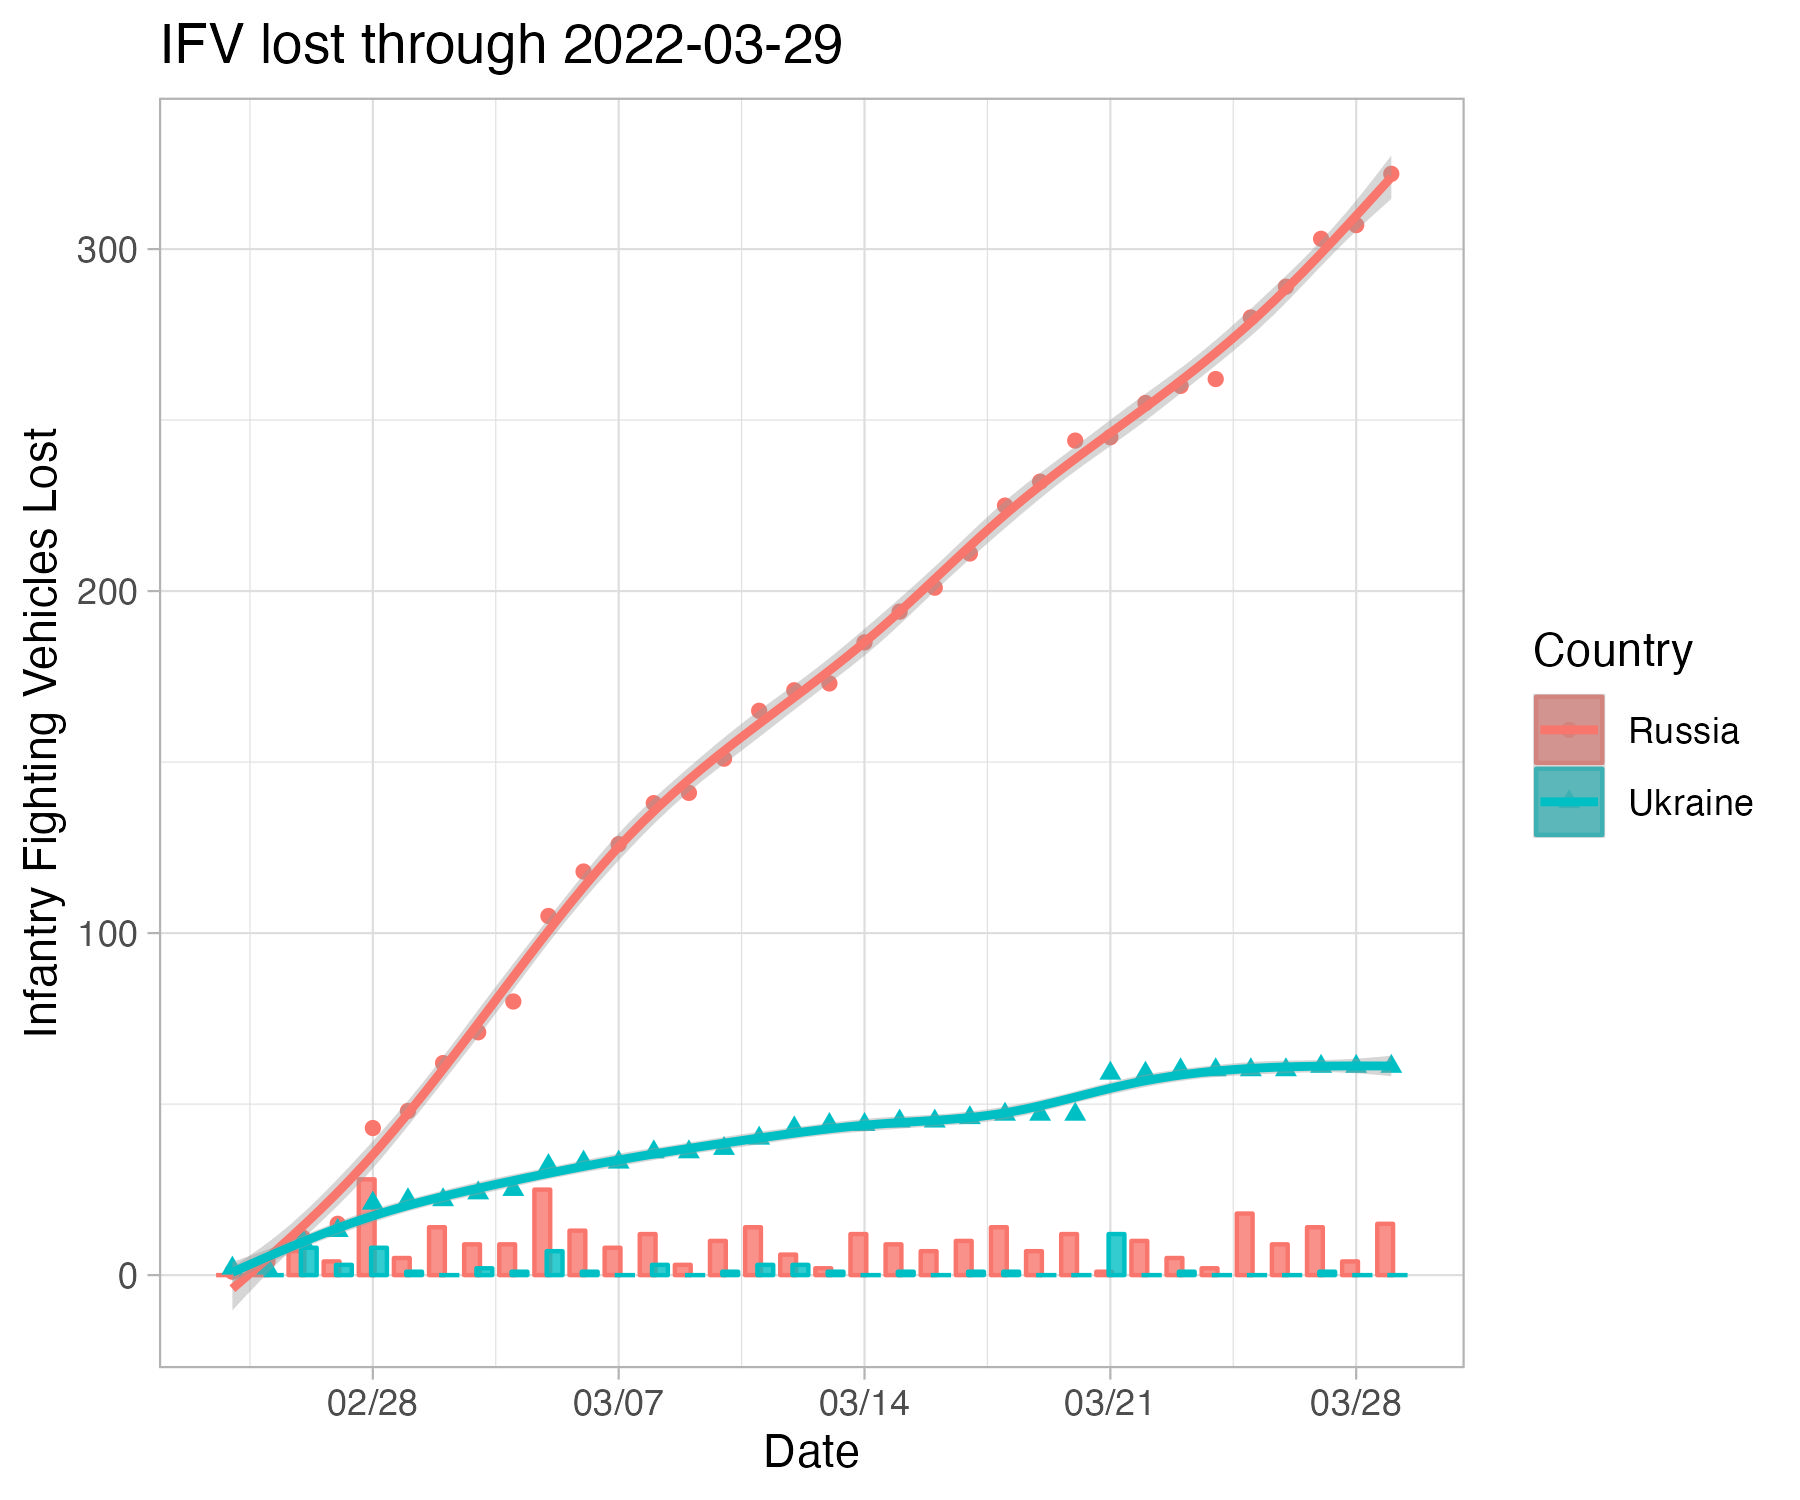 IFV lost through 2022-03-29
Infantry Fighting Vehicles Lost
300
200
100
0
02/28 03/07 03/14 03/21 03/28
Date
Country
Russia
Ukraine